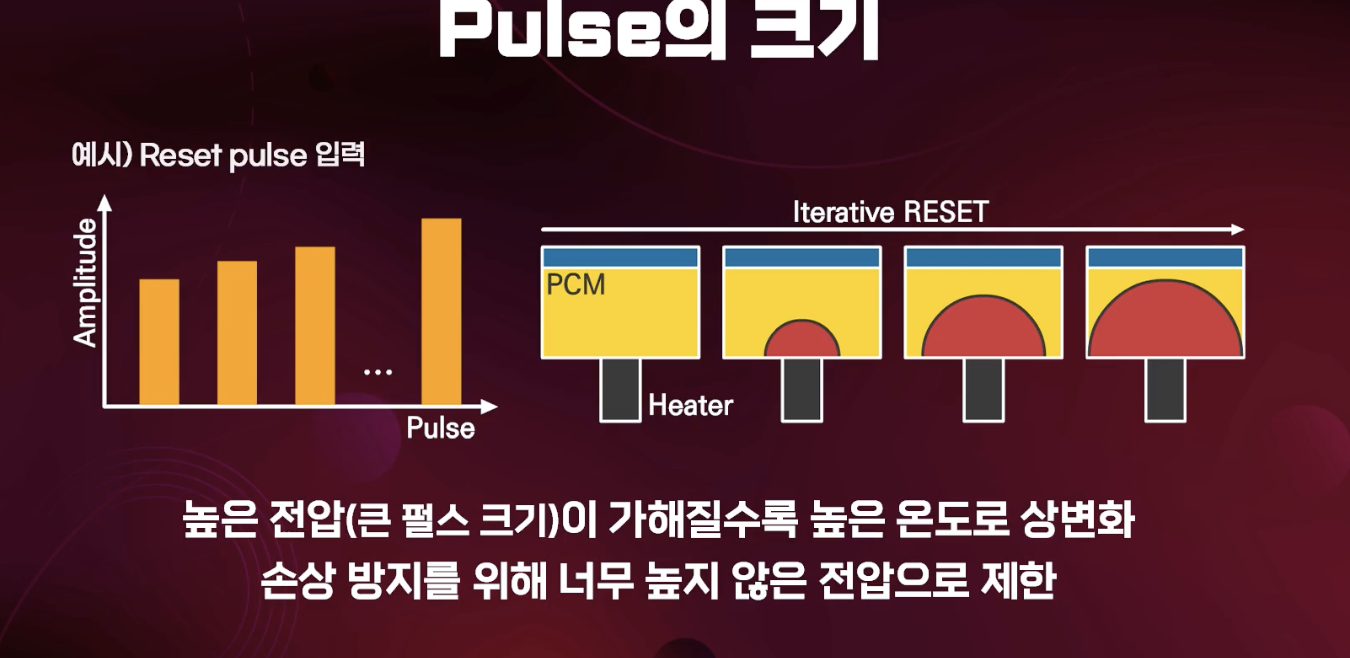 Pulse의 크기
예시) Reset pulse 입력
Amplitude
...
Pulse
Iterative RESET
PCM
Heater
높은 전압(큰 펄스 크기)이 가해질수록 높은 온도로 상변화
손상 방지를 위해 너무 높지 않은 전압으로 제한